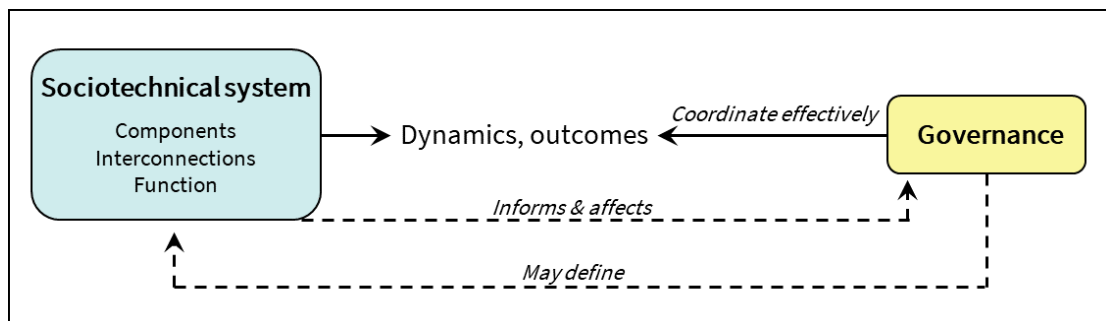 Sociotechnical system
Components
Interconnections
Function
Dynamics, outcomes
Coordinate effectively
Governance
Informs & affects
May define